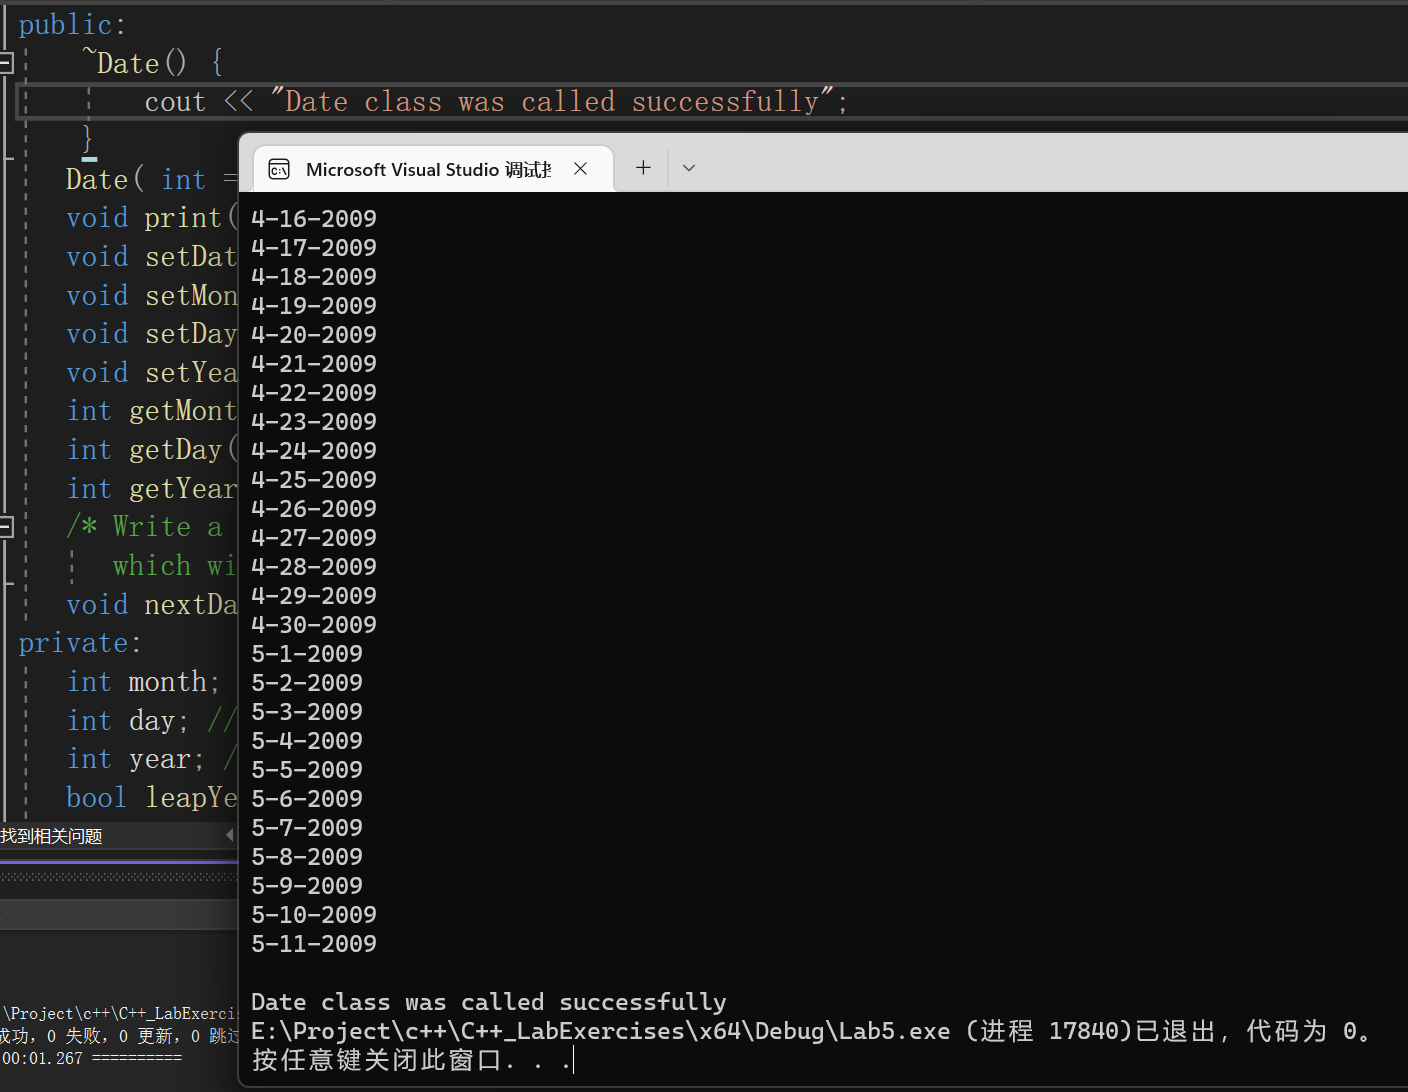 public:
~Date() {
cout << "Date class was called successfully";
}
Date( int =
void print(
void setDat
void setMon
void setDay
void setYea
int getMont
int getDay(
int getYear
/* Write a
which wi
void nextDa
private:
int month;
int day; //
int year; /
bool leapYe
找到相关问题
\Project\c++\C++_LabExercis
成功，0 失败，0 更新，0 跳过
00:01.267 ==========
Microsoft Visual Studio 调试控
4-16-2009
4-17-2009
4-18-2009
4-19-2009
4-20-2009
4-21-2009
4-22-2009
4-23-2009
4-24-2009
4-25-2009
4-26-2009
4-27-2009
4-28-2009
4-29-2009
4-30-2009
5-1-2009
5-2-2009
5-3-2009
5-4-2009
5-5-2009
5-6-2009
5-7-2009
5-8-2009
5-9-2009
5-10-2009
5-11-2009
Date class was called successfully
E:\Project\c++\C++_LabExercises\x64\Debug\Lab5.exe (进程 17840)已退出，代码为 0。
按任意键关闭此窗口. . .